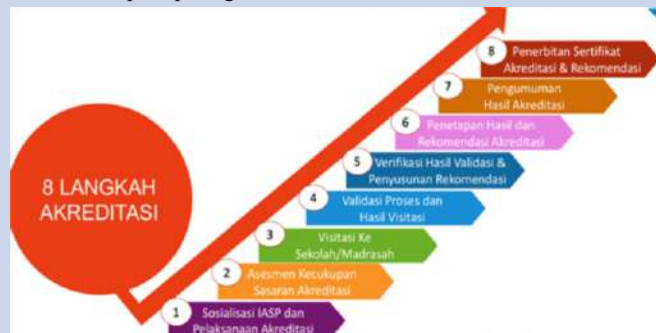 8 LANGKAH
AKREDITASI
8
Penerbitan Sertifikat
Akreditasi & Rekomendasi
7
Pengumuman
Hasil Akreditasi
6
Penetapan Hasil dan
Rekomendasi Akreditasi
5
Verifikasi Hasil Validasi &
Penyusunan Rekomendasi
4
Validasi Proses dan
Hasil Visitasi
3
Visitasi Ke
Sekolah/Madrasah
2
Asesmen Kecukupan
Sasaran Akreditasi
1
Sosialisasi IASP dan
Pelaksanaan Akreditasi